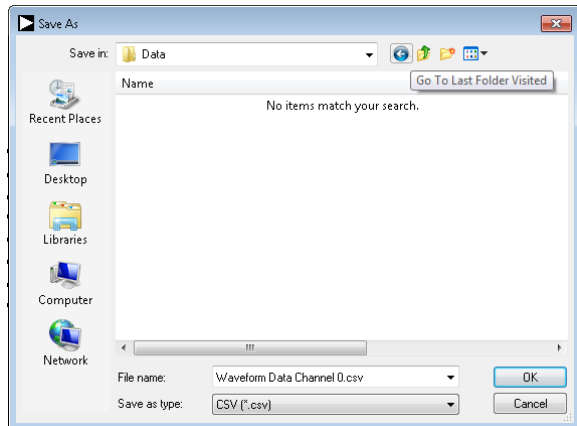 Save As
Save in:
Data
Go To Last Folder Visited
Name
No items match your search.
Recent Places
Desktop
Libraries
Computer
Network
File name:
Waveform Data Channel 0.csv
OK
Save as type:
CSV (*.csv)
Cancel